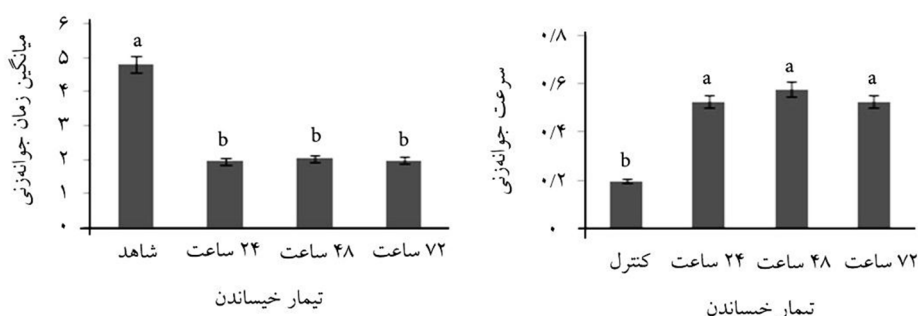 میانگین زمان جوانه‌زنی
۶
۵
۴
۳
۲
۱
۰
a
b
b
b
شاهد
۲۴ ساعت
۴۸ ساعت
۷۲ ساعت
تیمار خیساندن
سرعت جوانه‌زنی
۰/۸
۰/۶
۰/۴
۰/۲
۰
b
a
a
a
کنترل
۲۴ ساعت
۴۸ ساعت
۷۲ ساعت
تیمار خیساندن